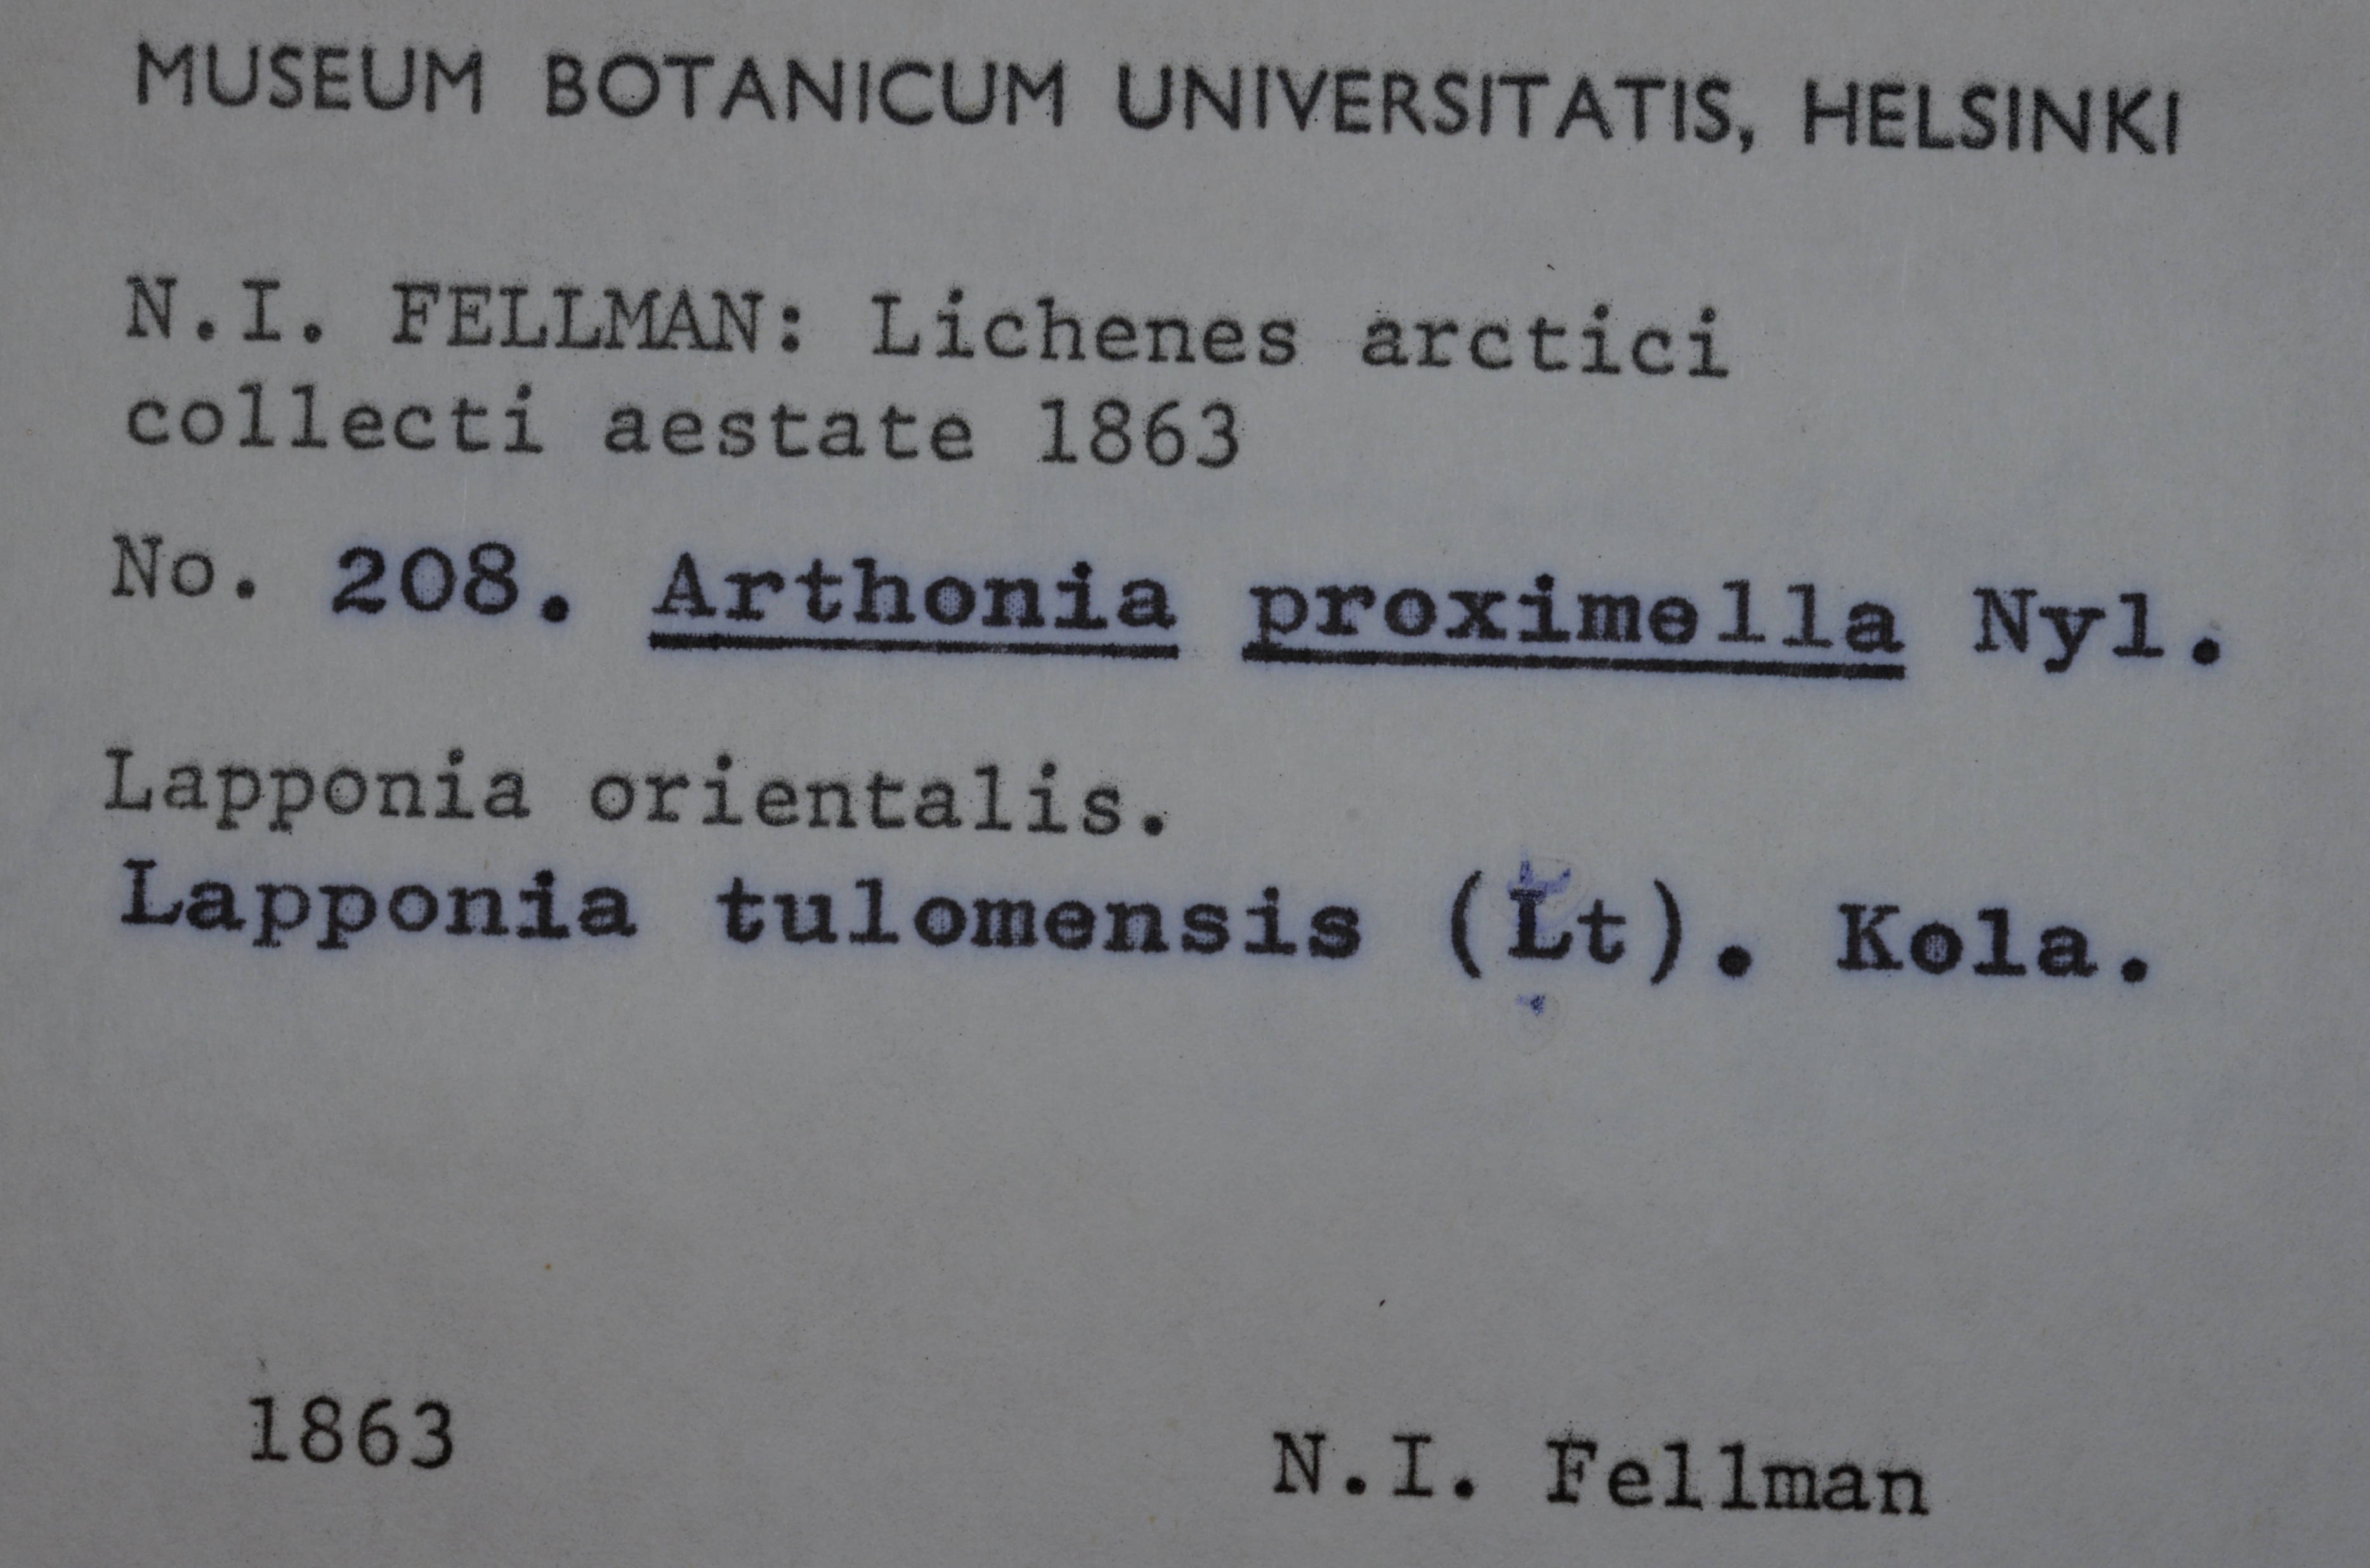 MUSEUM BOTANICUM UNIVERSITATIS, HELSINKI
N.I. FELLMAN: Lichenes arctici
collecti aestate 1863
No. 208. Arthonia proximella Nyl.
Lapponia orientalis.
Lapponia tulomensis (Lt). Kola.
1863
N.I. Fellman